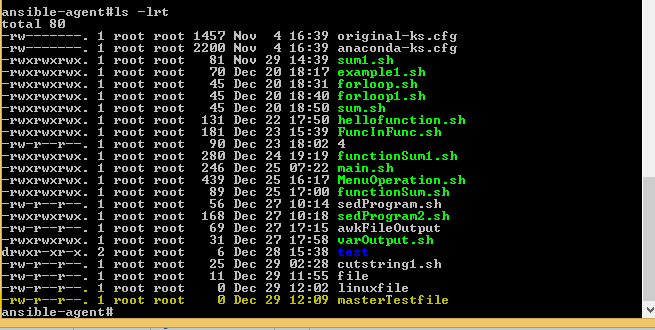 ansible-agent#ls -lrt
total 80
-rw-------. 1 root root 1457 Nov  4 16:39 original-ks.cfg
-rw-------. 1 root root 2200 Nov  4 16:39 anaconda-ks.cfg
-rwxrwxrwx. 1 root root   81 Nov 29 14:39 sum1.sh
-rwxrwxrwx. 1 root root   70 Dec 20 18:17 example1.sh
-rwxrwxrwx. 1 root root   45 Dec 20 18:31 forloop.sh
-rwxrwxrwx. 1 root root   45 Dec 20 18:40 forloop1.sh
-rwxrwxrwx. 1 root root   45 Dec 20 18:50 sum.sh
-rwxrwxrwx. 1 root root  131 Dec 22 17:50 hellofunction.sh
-rwxrwxrwx. 1 root root  181 Dec 23 15:39 FuncInFunc.sh
-rw-r--r--. 1 root root   90 Dec 23 18:02 4
-rwxrwxrwx. 1 root root  280 Dec 24 19:19 functionSum1.sh
-rwxrwxrwx. 1 root root  246 Dec 25 07:22 main.sh
-rwxrwxrwx. 1 root root  439 Dec 25 16:17 MenuOperation.sh
-rwxrwxrwx. 1 root root   89 Dec 25 17:00 functionSum.sh
-rw-r--r--. 1 root root   56 Dec 27 10:14 sedProgram.sh
-rwxrwxrwx. 1 root root  168 Dec 27 10:18 sedProgram2.sh
-rw-r--r--. 1 root root   69 Dec 27 17:15 awkFileOutput
-rwxrwxrwx. 1 root root   31 Dec 27 17:58 varOutput.sh
drwxr-xr-x. 2 root root    6 Dec 28 15:38 test
-rw-r--r--. 1 root root   25 Dec 29 02:28 cutstring1.sh
-rw-r--r--. 1 root root   11 Dec 29 11:55 file
-rw-r--r--. 1 root root    0 Dec 29 12:02 linuxfile
-rw-r--r--. 1 root root    0 Dec 29 12:09 masterTestfile
ansible-agent#